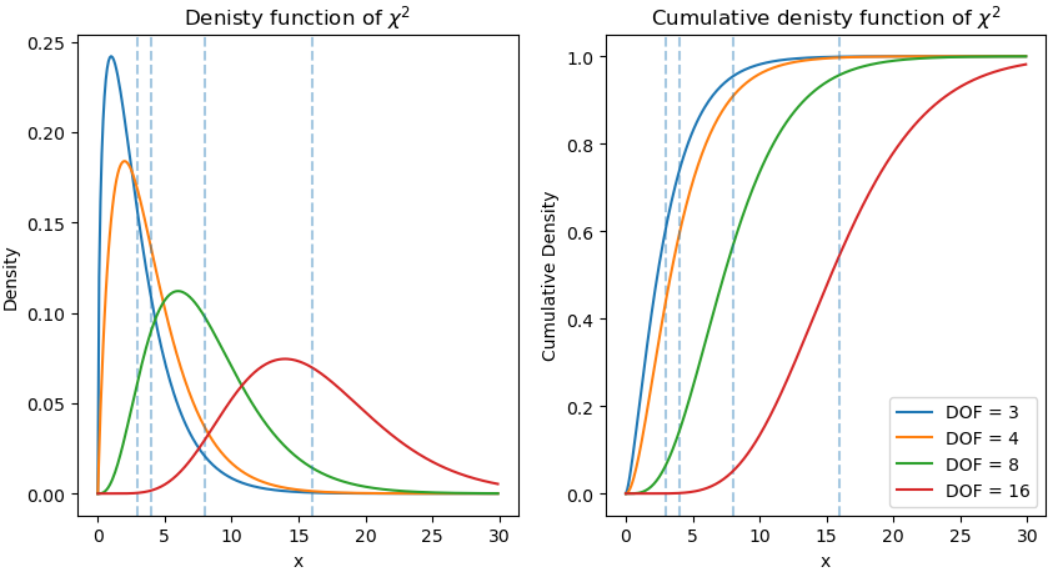 Denisty function of χ²
0.25
0.20
0.15
0.10
0.05
0.00
Density
0 5 10 15 20 25 30
x
Cumulative denisty function of χ²
1.0
0.8
0.6
0.4
0.2
0.0
Cumulative Density
0 5 10 15 20 25 30
x
DOF = 3
DOF = 4
DOF = 8
DOF = 16